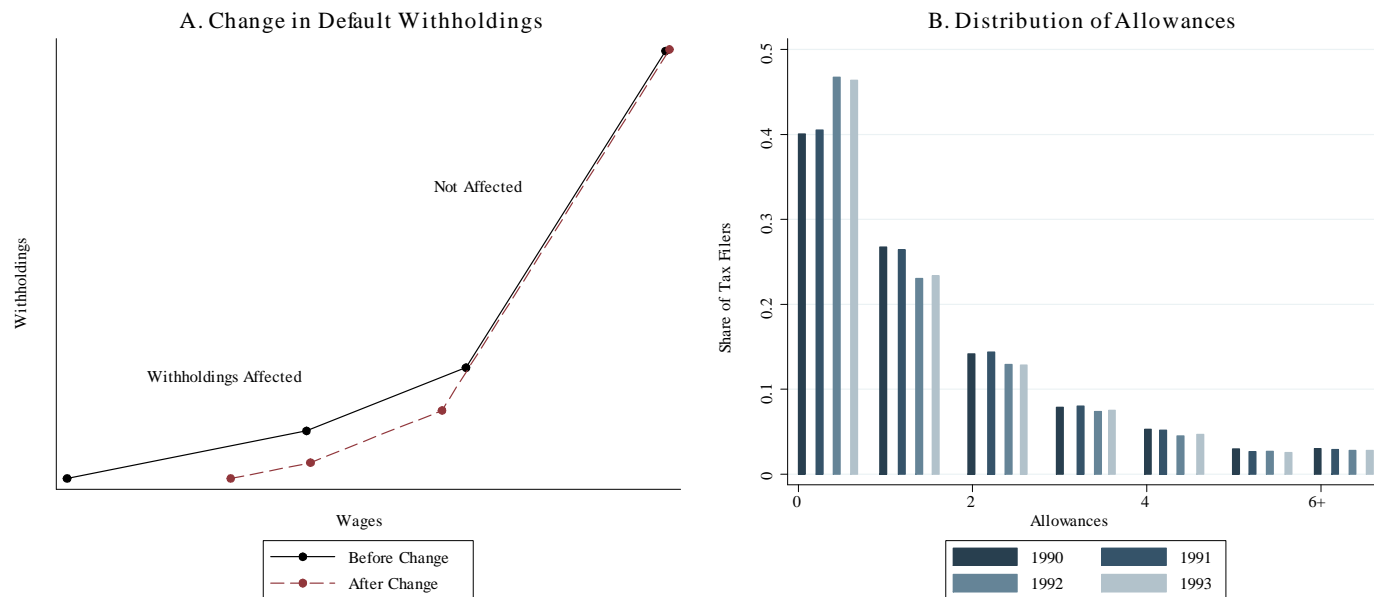 A. Change in Default Withholdings
Withholdings
Not Affected
Withholdings Affected
Wages
Before Change
After Change
B. Distribution of Allowances
Share of Tax Filers
0.5
0.4
0.3
0.2
0.1
0
0 2 4 6+
Allowances
1990 1991
1992 1993